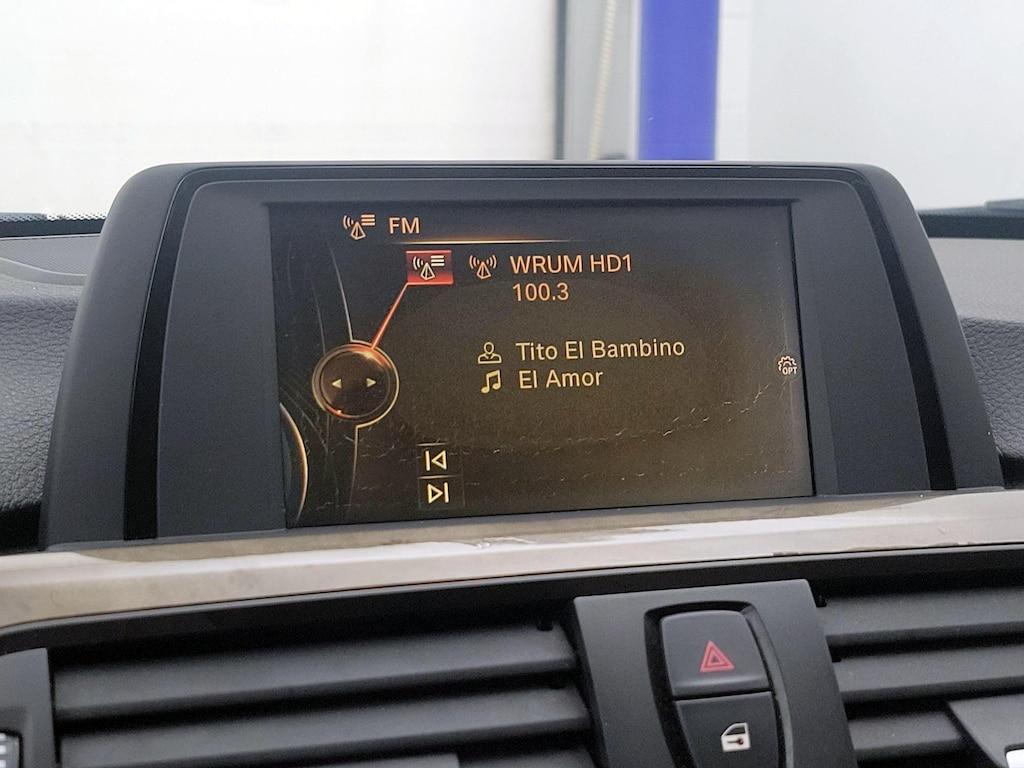 FM
WRUM HD1
100.3
Tito El Bambino
El Amor
OPT